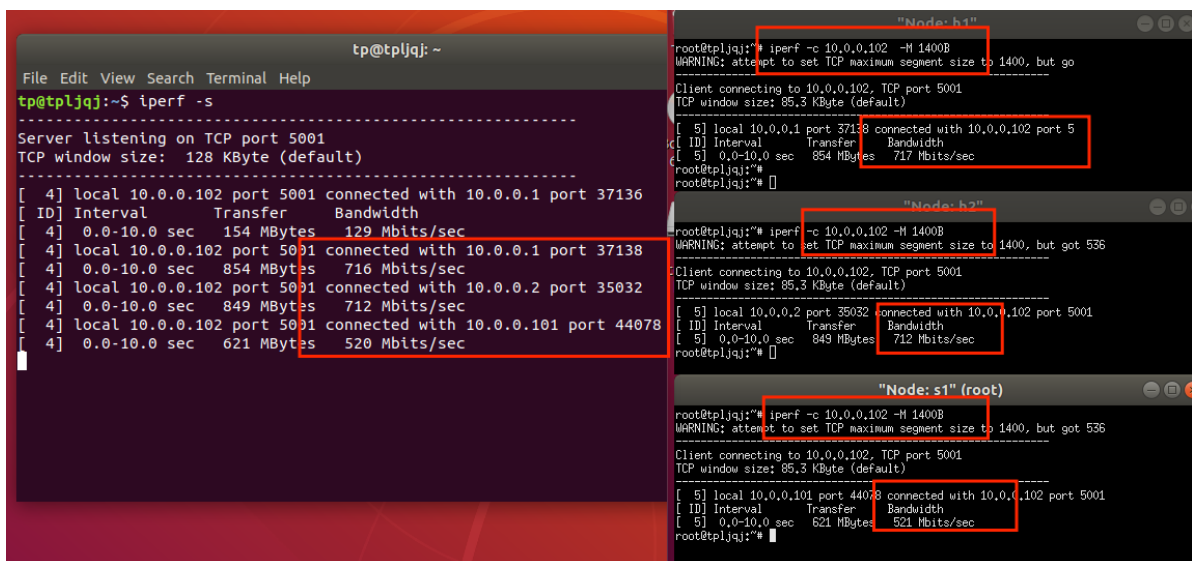 tp@tpljqj: ~
File Edit View Search Terminal Help
tp@tpljqj:~$ iperf -s
------------------------------------------------------------
Server listening on TCP port 5001
TCP window size:  128 KByte (default)
------------------------------------------------------------
[  4] local 10.0.0.102 port 5001 connected with 10.0.0.1 port 37136
[ ID] Interval       Transfer     Bandwidth
[  4]  0.0-10.0 sec   154 MBytes   129 Mbits/sec
[  4] local 10.0.0.102 port 5001 connected with 10.0.0.1 port 37138
[  4]  0.0-10.0 sec   854 MBytes   716 Mbits/sec
[  4] local 10.0.0.102 port 5001 connected with 10.0.0.2 port 35032
[  4]  0.0-10.0 sec   849 MBytes   712 Mbits/sec
[  4] local 10.0.0.102 port 5001 connected with 10.0.0.101 port 44078
[  4]  0.0-10.0 sec   621 MBytes   520 Mbits/sec
"Node: h1"
root@tpljqj:~# iperf -c 10.0.0.102  -M 1400B
WARNING: attempt to set TCP maximum segment size to 1400, but go
------------------------------------------------------------
Client connecting to 10.0.0.102, TCP port 5001
TCP window size: 85.3 KByte (default)
------------------------------------------------------------
[  5] local 10.0.0.1 port 37138 connected with 10.0.0.102 port 5
[ ID] Interval       Transfer     Bandwidth
[  5]  0.0-10.0 sec   854 MBytes   717 Mbits/sec
root@tpljqj:~#
root@tpljqj:~#
"Node: h2"
root@tpljqj:~# iperf -c 10.0.0.102 -M 1400B
WARNING: attempt to set TCP maximum segment size to 1400, but got 536
------------------------------------------------------------
Client connecting to 10.0.0.102, TCP port 5001
TCP window size: 85.3 KByte (default)
------------------------------------------------------------
[  5] local 10.0.0.2 port 35032 connected with 10.0.0.102 port 5001
[ ID] Interval       Transfer     Bandwidth
[  5]  0.0-10.0 sec   849 MBytes   712 Mbits/sec
root@tpljqj:~#
"Node: s1" (root)
root@tpljqj:~# iperf -c 10.0.0.102 -M 1400B
WARNING: attempt to set TCP maximum segment size to 1400, but got 536
------------------------------------------------------------
Client connecting to 10.0.0.102, TCP port 5001
TCP window size: 85.3 KByte (default)
------------------------------------------------------------
[  5] local 10.0.0.101 port 44078 connected with 10.0.0.102 port 5001
[ ID] Interval       Transfer     Bandwidth
[  5]  0.0-10.0 sec   621 MBytes   521 Mbits/sec
root@tpljqj:~#